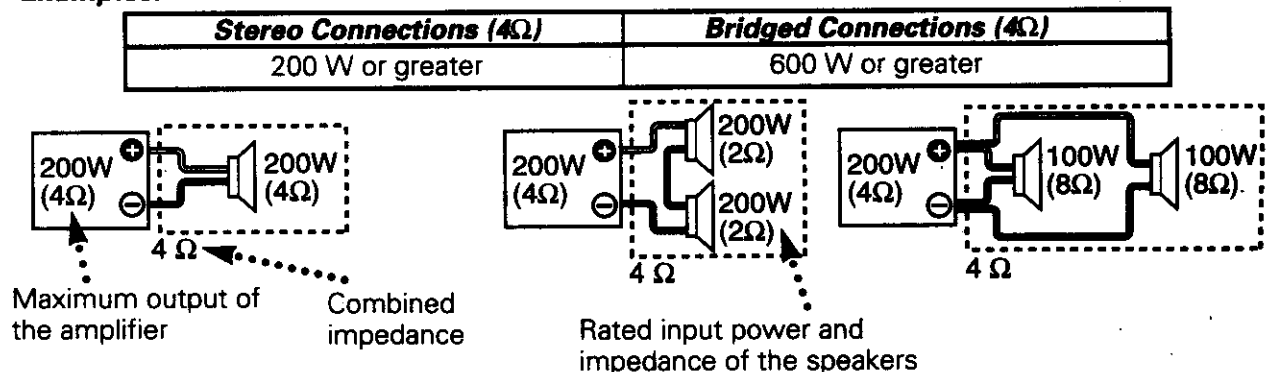 Stereo Connections (4Ω) Bridged Connections (4Ω)
200 W or greater 600 W or greater
200W
(4Ω)
+
−
200W
(4Ω)
4 Ω
Maximum output of
the amplifier
Combined
impedance
200W
(4Ω)
+
−
200W
(2Ω)
200W
(2Ω)
4 Ω
Rated input power and
impedance of the speakers
200W
(4Ω)
+
−
100W
(8Ω)
100W
(8Ω).
4 Ω